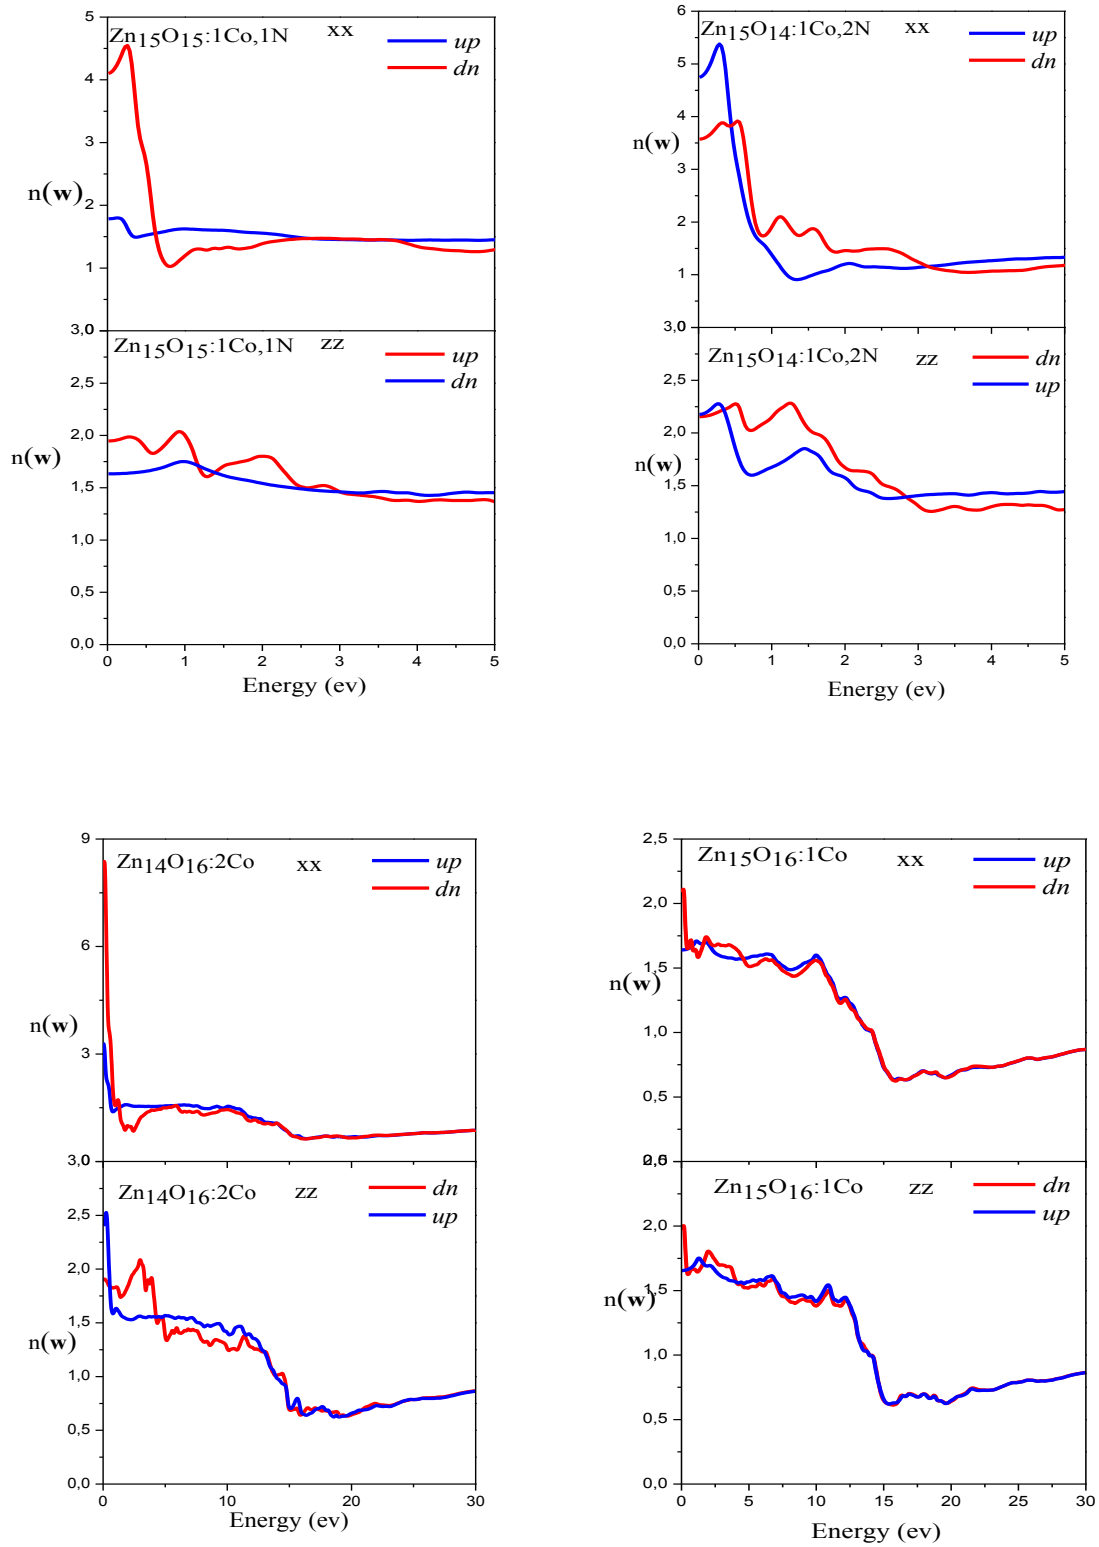 Zn15O15:1Co,1N xx
up
dn
5
4
3
2
1
n(w)
3,0
Zn15O15:1Co,1N zz
up
dn
2,5
2,0
1,5
1,0
0,5
0,0
n(w)
0 1 2 3 4 5
Energy (ev)
Zn15O14:1Co,2N xx
up
dn
6
5
4
3
2
1
n(w)
3,0
Zn15O14:1Co,2N zz
dn
up
2,5
2,0
1,5
1,0
0,5
0,0
n(w)
0 1 2 3 4 5
Energy (ev)
Zn14O16:2Co xx
up
dn
9
6
3
n(w)
3,0
Zn14O16:2Co zz
dn
up
2,5
2,0
1,5
1,0
0,5
0,0
n(w)
0 10 20 30
Energy (ev)
Zn15O16:1Co xx
up
dn
2,5
2,0
1,5
1,0
0,5
n(w)
Zn15O16:1Co zz
dn
up
2,0
1,5
1,0
0,5
0,0
n(w)
0 5 10 15 20 25 30
Energy (ev)